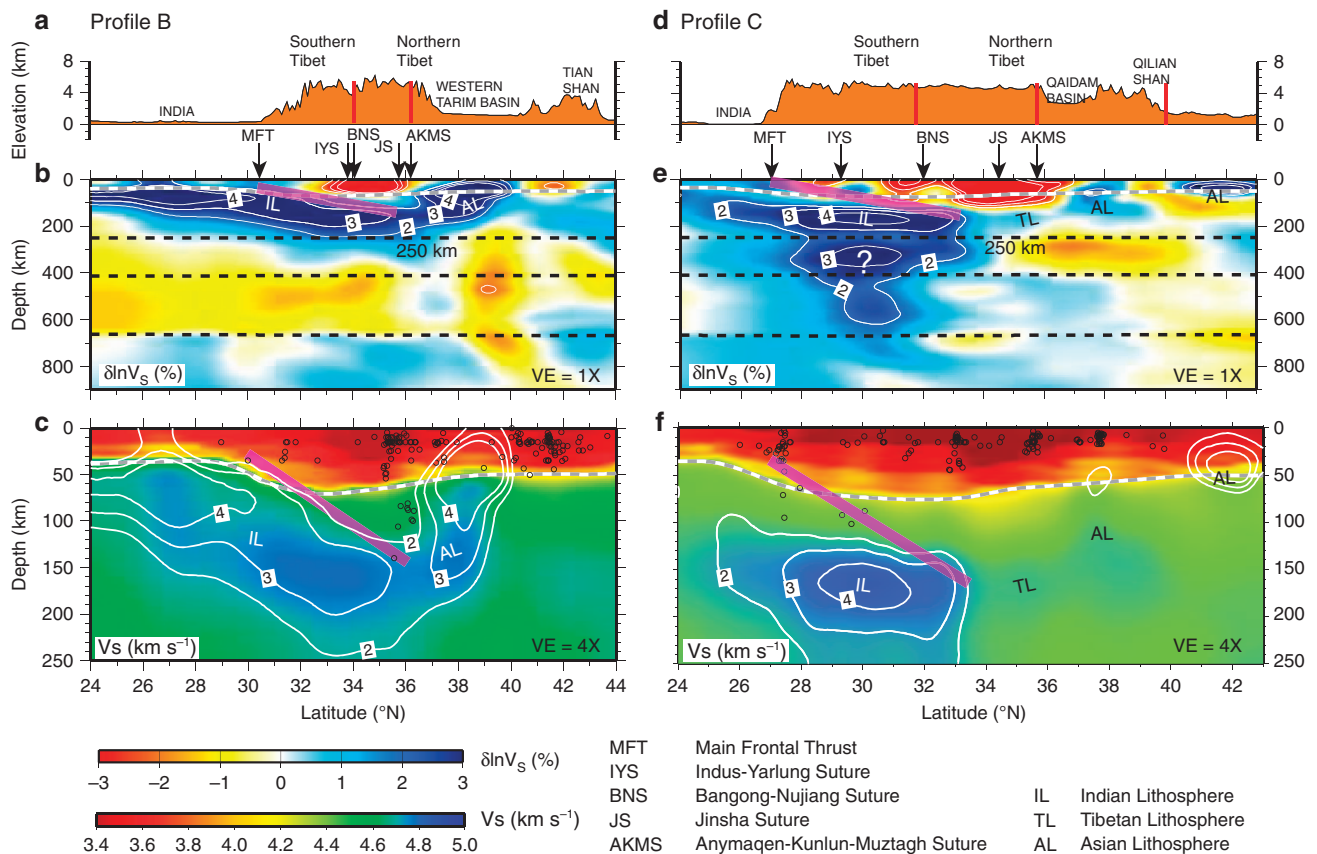 a Profile B
Southern Tibet
Northern Tibet
8
4
0
Elevation (km)
INDIA
WESTERN TARIM BASIN
TIAN SHAN
MFT
IYS
BNS
JS
AKMS
d Profile C
Southern Tibet
Northern Tibet
QILIAN SHAN
QAIDAM BASIN
INDIA
8
4
0
MFT
IYS
BNS
JS
AKMS
b
0
200
400
600
800
Depth (km)
4
IL
3
2
3
4
AL
250 km
δlnVS (%)
VE = 1X
e
2
3
4
IL
TL
AL
AL
250 km
3
?
2
2
δlnVS (%)
VE = 1X
0
200
400
600
800
c
0
50
100
150
200
250
Depth (km)
4
IL
3
2
4
AL
3
2
Vs (km s⁻¹)
VE = 4X
24 26 28 30 32 34 36 38 40 42 44
Latitude (°N)
f
2
3
IL
4
TL
AL
AL
Vs (km s⁻¹)
VE = 4X
0
50
100
150
200
250
24 26 28 30 32 34 36 38 40 42
Latitude (°N)
–3 –2 –1 0 1 2 3
δlnVS (%)
3.4 3.6 3.8 4.0 4.2 4.4 4.6 4.8 5.0
Vs (km s⁻¹)
MFT Main Frontal Thrust
IYS Indus-Yarlung Suture
BNS Bangong-Nujiang Suture
JS Jinsha Suture
AKMS Anymaqen-Kunlun-Muztagh Suture
IL Indian Lithosphere
TL Tibetan Lithosphere
AL Asian Lithosphere